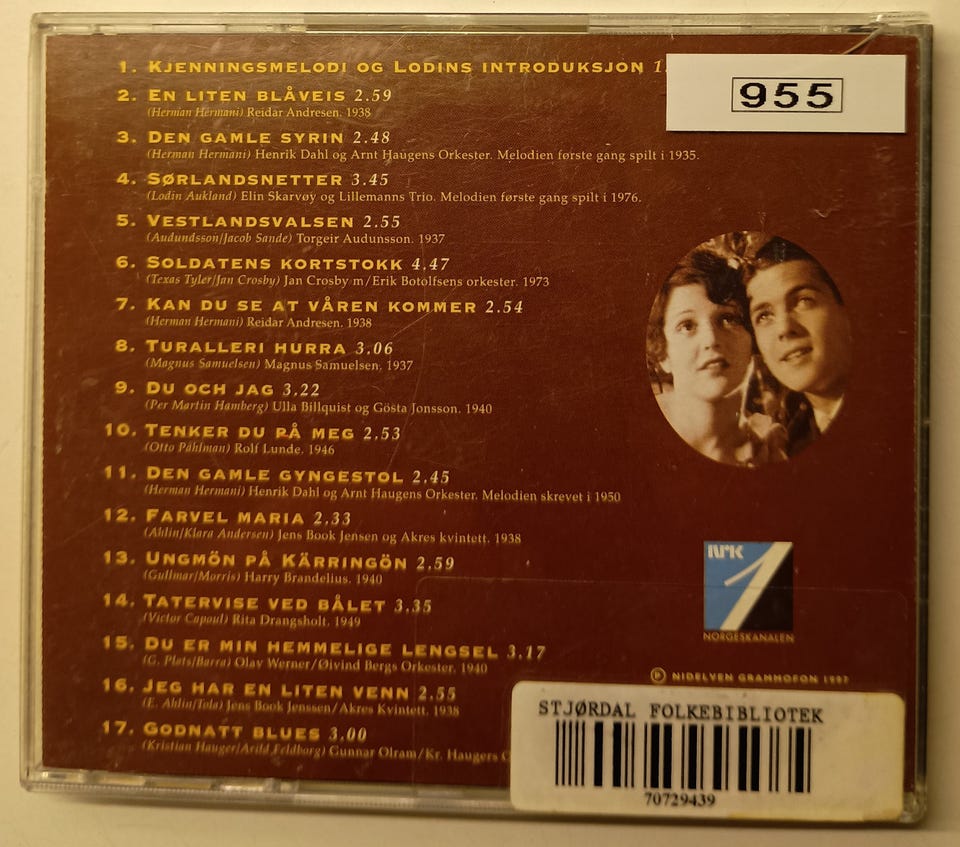 1. KJENNINGSMELODI OG LODINS INTRODUKSJON 1.
955
2. EN LITEN BLÅVEIS 2.59
(Herman Hermani) Reidar Andresen. 1938
3. DEN GAMLE SYRIN 2.48
(Herman Hermani) Henrik Dahl og Arnt Haugens Orkester. Melodien første gang spilt i 1935.
4. SØRLANDSNETTER 3.45
(Lodin Aukland) Elin Skarvøy og Lillemanns Trio. Melodien første gang spilt i 1976.
5. VESTLANDSVALSEN 2.55
(Audundsson/Jacob Sande) Torgeir Audunsson. 1937
6. SOLDATENS KORTSTOKK 4.47
(Texas Tyler/Jan Crosby) Jan Crosby m/Erik Botolfsens orkester. 1973
7. KAN DU SE AT VÅREN KOMMER 2.54
(Herman Hermani) Reidar Andresen. 1938
8. TURALLERI HURRA 3.06
(Magnus Samuelsen) Magnus Samuelsen, 1937
9. DU OCH JAG 3,22
(Per Martin Hamberg) Ulla Billquist og Gösta Jonsson. 1940
10. TENKER DU PÅ MEG 2,53
(Otto Påhlman) Rolf Lunde. 1946
11. DEN GAMLE GYNGESTOL 2.45
(Herman Hermani) Henrik Dahl og Arnt Haugens Orkester. Melodien skrevet i 1950
12. FARVEL MARIA 2,33
(Ahlin/Klara Andersen) Jens Book Jensen og Akres kvintett. 1938
13. UNGMÖN PÅ KÄRRINGÖN 2.59
(Gullmar/Morris) Harry Brandelius. 1940
14. TATERVISE VED BÅLET 3,35
(Victor Capoul) Rita Drangsholt. 1949
15. DU ER MIN HEMMELIGE LENGSEL 3.17
(G. Plats/Barra) Olav Werner/Øivind Bergs Orkester. 1940
16. JEG HAR EN LITEN VENN 2.55
(E. Ahlin/Tola) Jens Book Jenssen/Akres Kvintett. 1938
17. GODNATT BLUES 3.00
(Kristian Hauger/Arild Feldborg) Gunnar Olram/Kr. Haugers O
NRK
1
NORGESKANALEN
Ⓟ NIDELVEN GRAMMOFON 1997
STJØRDAL FOLKEBIBLIOTEK
70729439